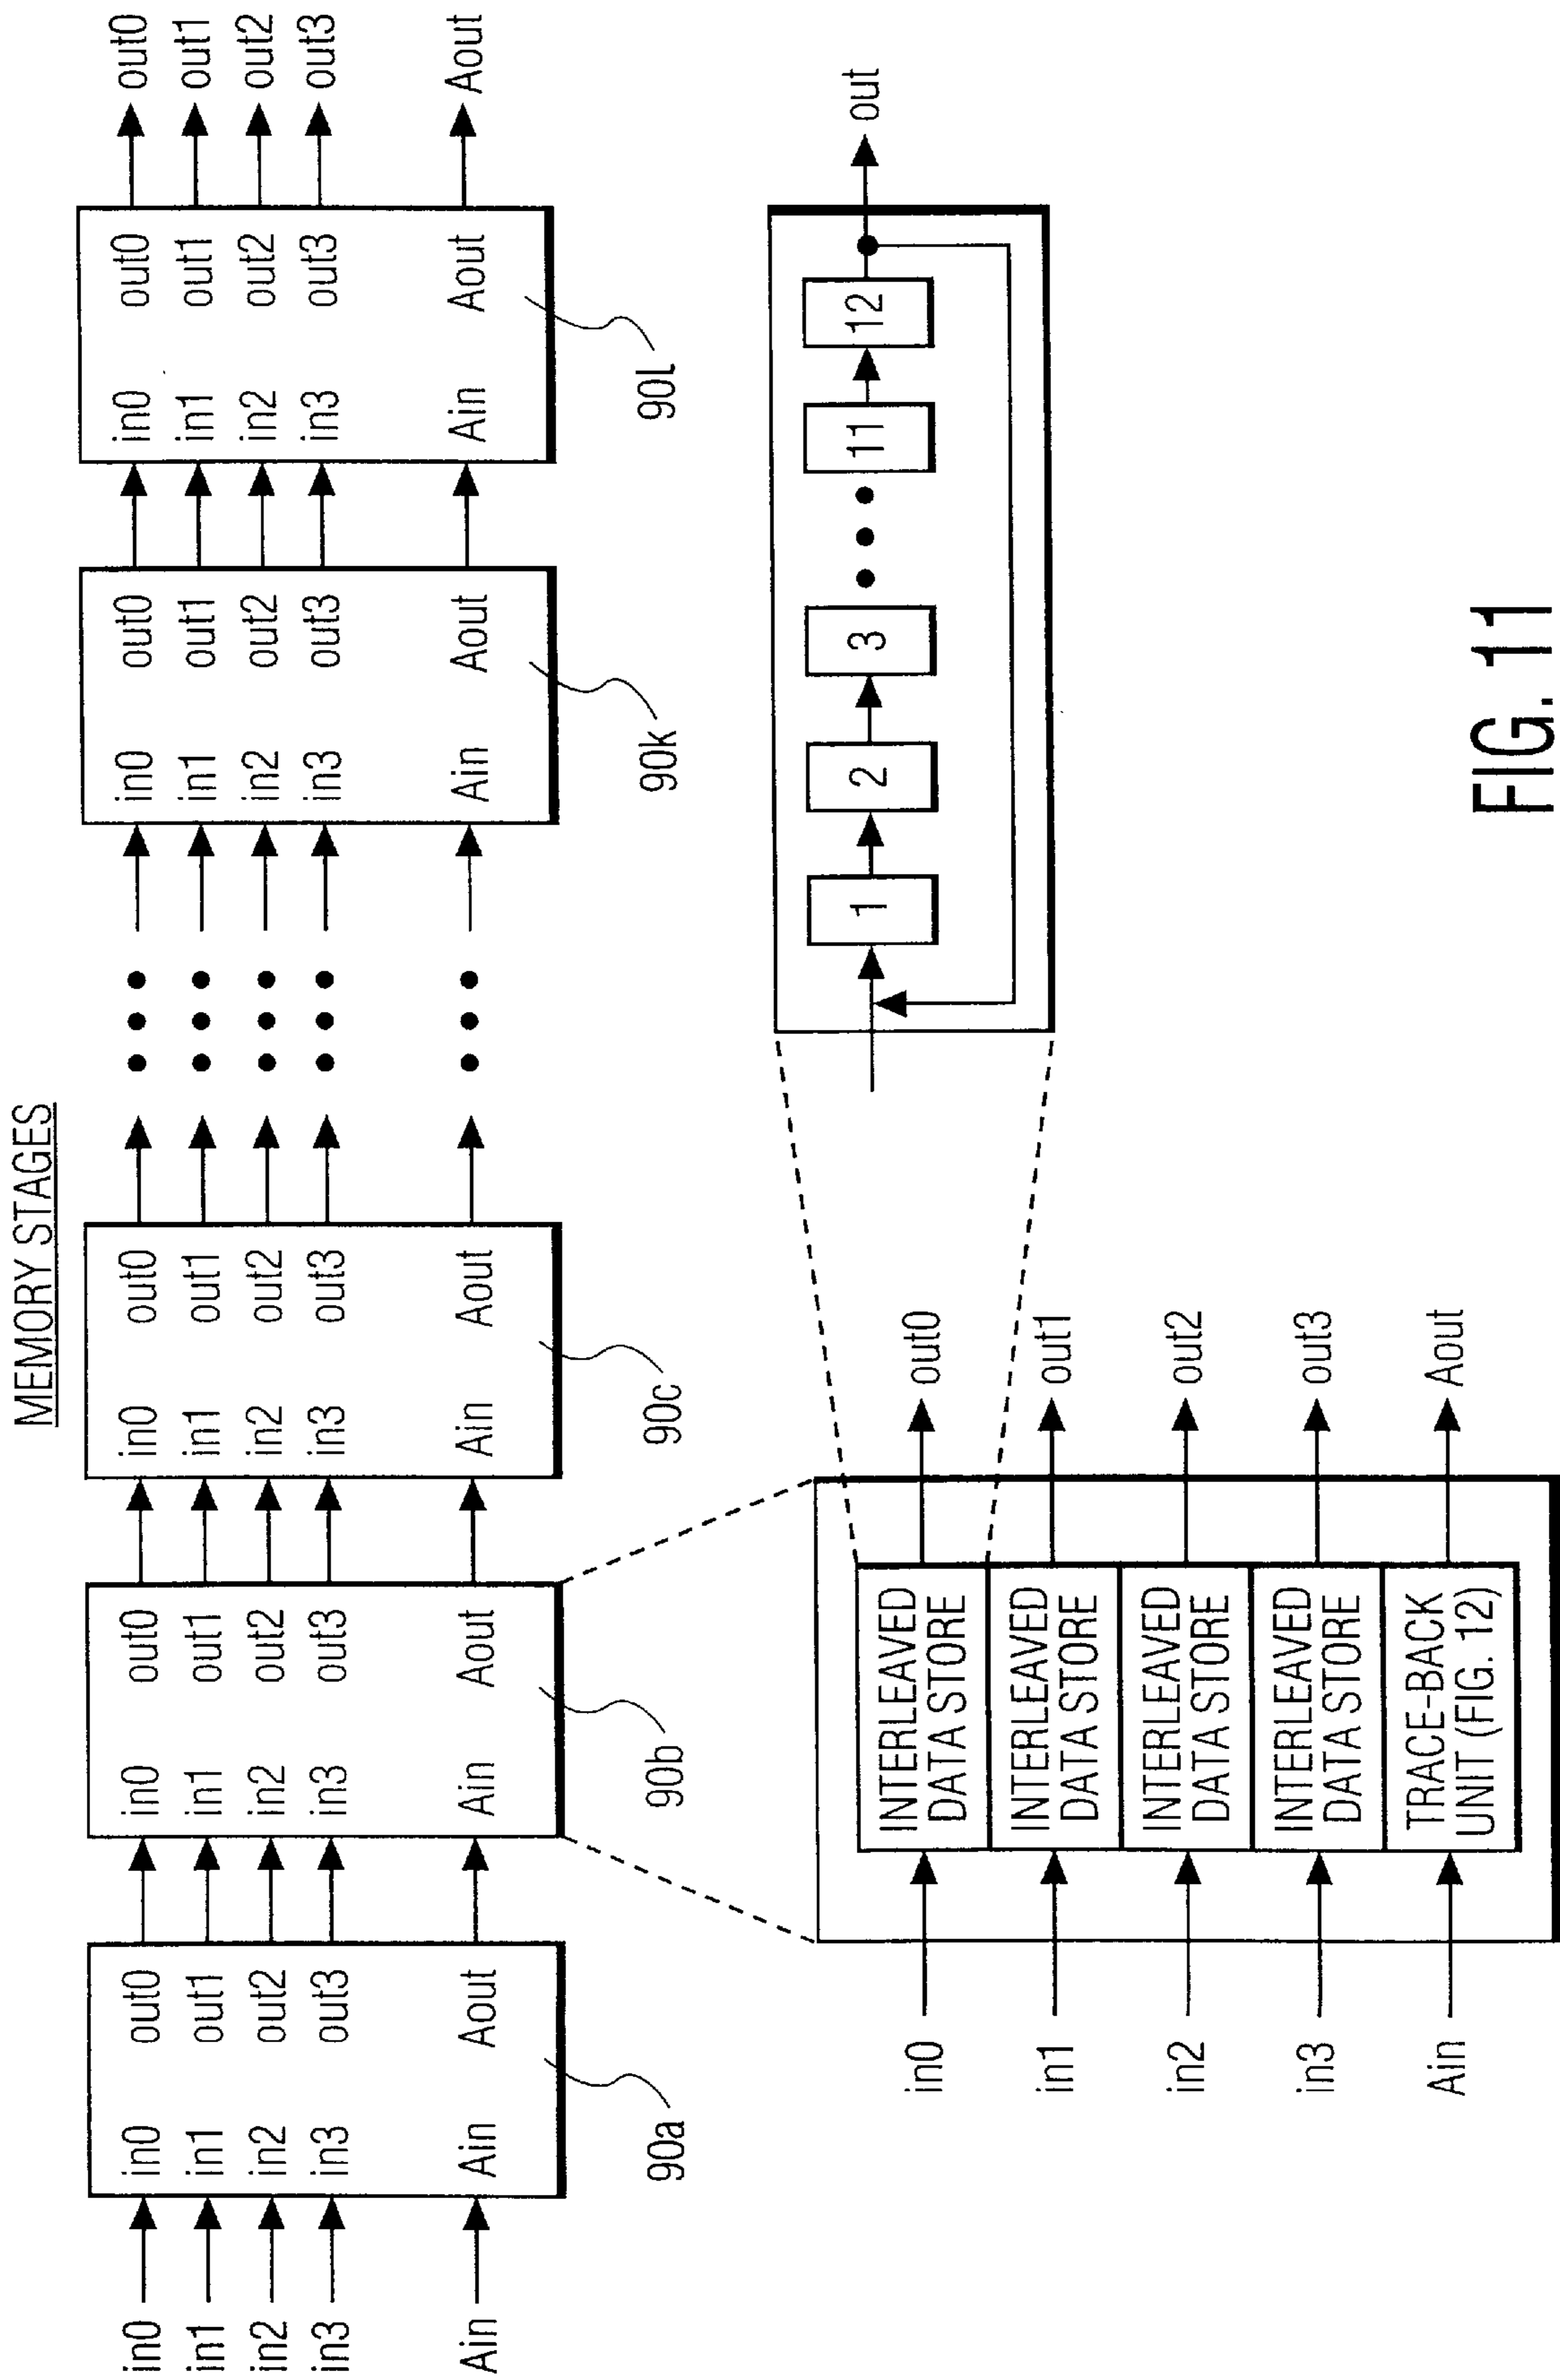 MEMORY STAGES
in0
in1
in2
in3
Ain
in0 out0
in1 out1
in2 out2
in3 out3
Ain Aout
90a
in0 out0
in1 out1
in2 out2
in3 out3
Ain Aout
90b
in0 out0
in1 out1
in2 out2
in3 out3
Ain Aout
90c
in0 out0
in1 out1
in2 out2
in3 out3
Ain Aout
90k
in0 out0
in1 out1
in2 out2
in3 out3
Ain Aout
90l
out0
out1
out2
out3
Aout
in0
in1
in2
in3
Ain
INTERLEAVED
DATA STORE
INTERLEAVED
DATA STORE
INTERLEAVED
DATA STORE
INTERLEAVED
DATA STORE
TRACE-BACK
UNIT (FIG. 12)
out0
out1
out2
out3
Aout
1 2 3 11 12
out
FIG. 11